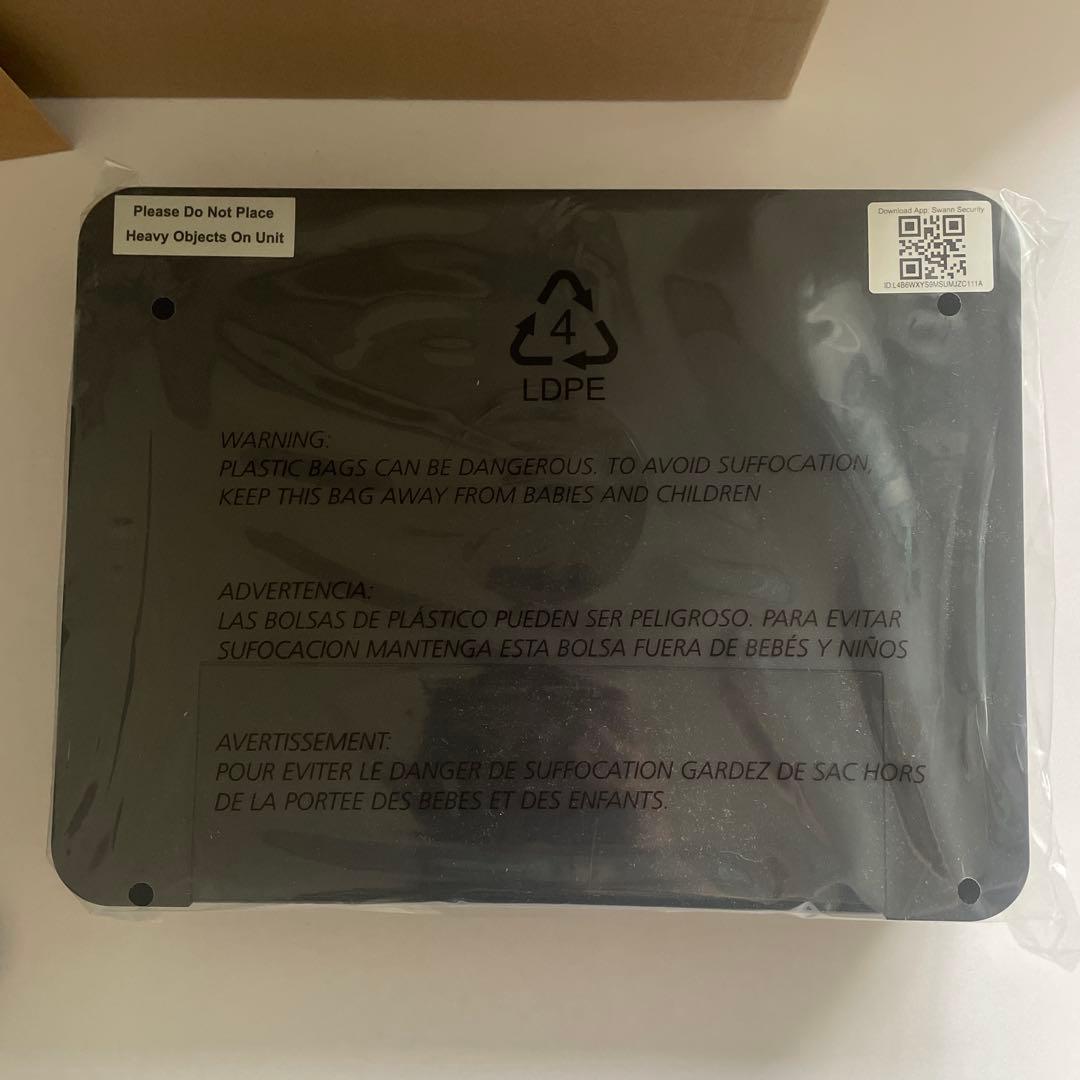 Please Do Not Place
Heavy Objects On Unit
Download App: Swann Security
ID:L4B6WXYS9MSUMJZC111A
4
LDPE
WARNING:
PLASTIC BAGS CAN BE DANGEROUS. TO AVOID SUFFOCATION,
KEEP THIS BAG AWAY FROM BABIES AND CHILDREN
ADVERTENCIA:
LAS BOLSAS DE PLÁSTICO PUEDEN SER PELIGROSO. PARA EVITAR
SUFOCACION MANTENGA ESTA BOLSA FUERA DE BEBÉS Y NIÑOS
AVERTISSEMENT:
POUR EVITER LE DANGER DE SUFFOCATION GARDEZ DE SAC HORS
DE LA PORTEE DES BEBES ET DES ENFANTS.